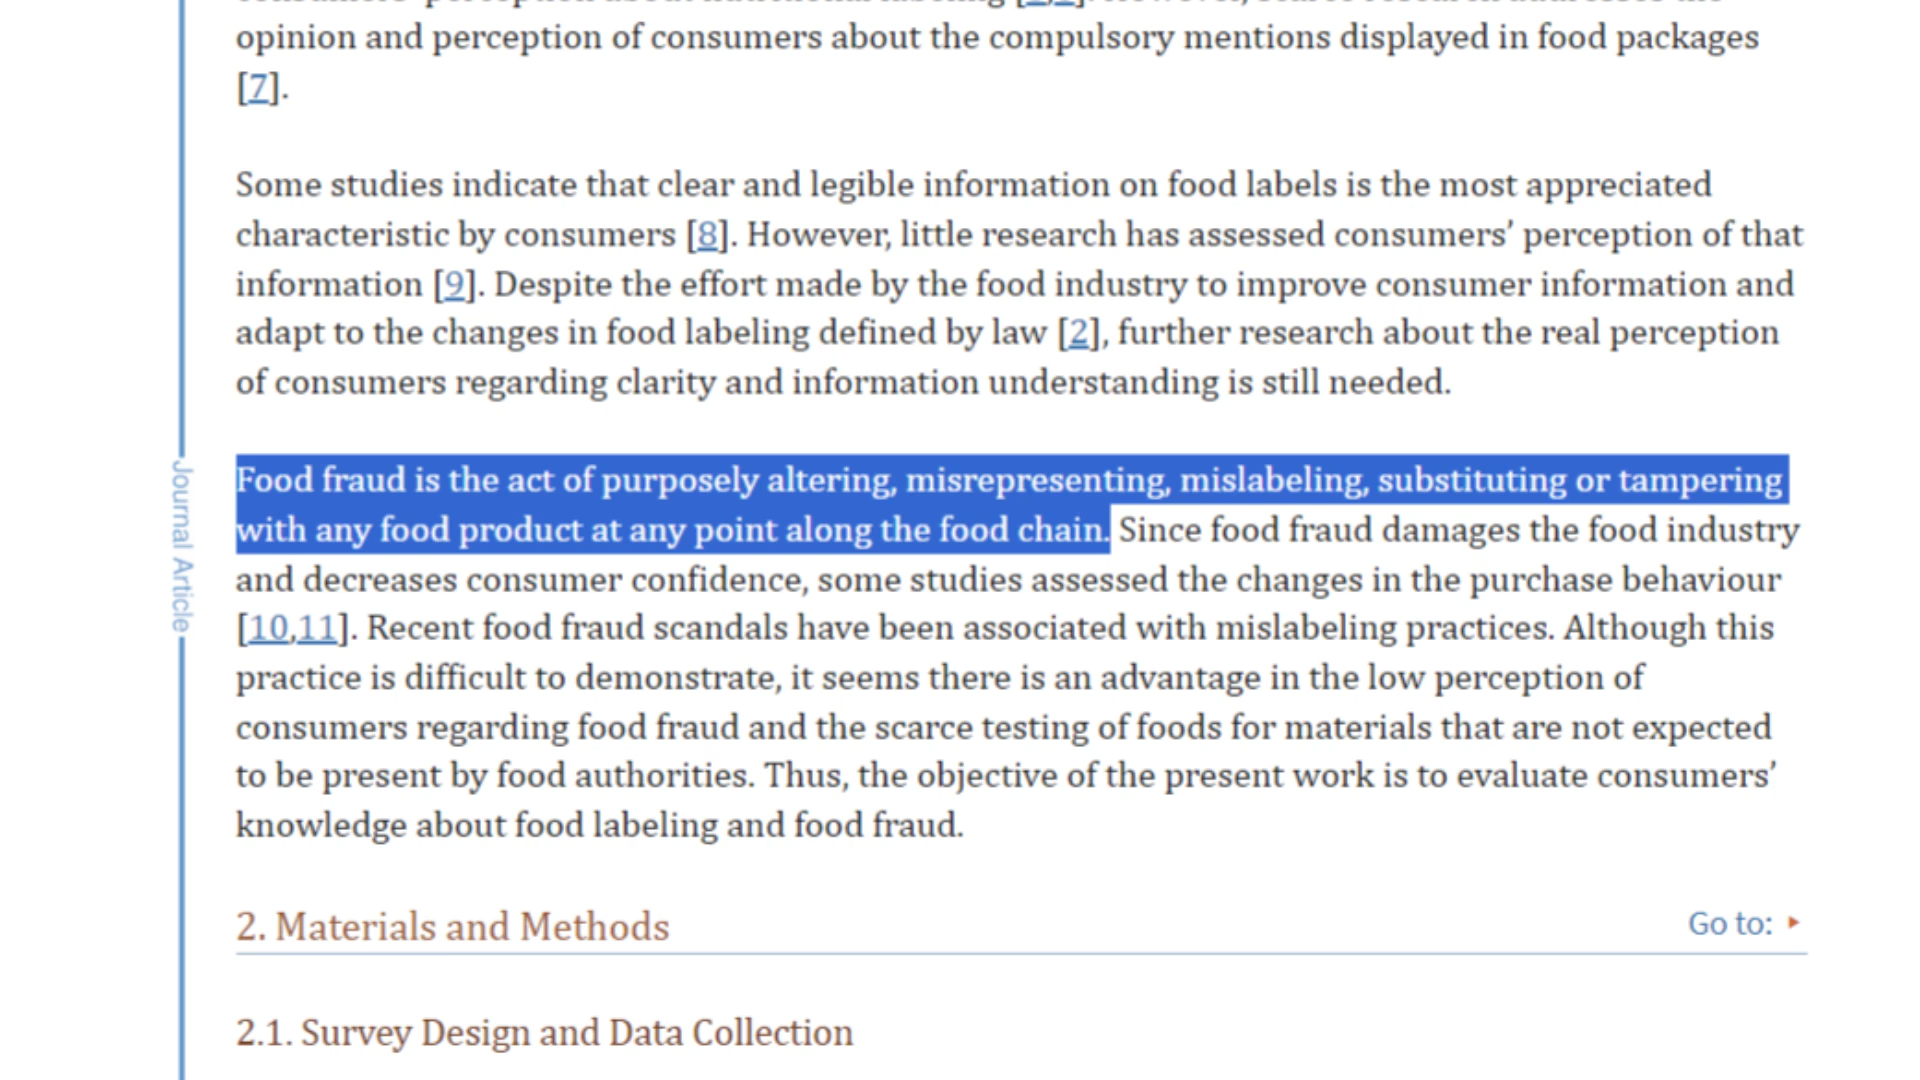 opinion and perception of consumers about the compulsory mentions displayed in food packages
[7].
Some studies indicate that clear and legible information on food labels is the most appreciated
characteristic by consumers [8]. However, little research has assessed consumers’ perception of that
information [9]. Despite the effort made by the food industry to improve consumer information and
adapt to the changes in food labeling defined by law [2], further research about the real perception
of consumers regarding clarity and information understanding is still needed.
Food fraud is the act of purposely altering, misrepresenting, mislabeling, substituting or tampering
with any food product at any point along the food chain. Since food fraud damages the food industry
and decreases consumer confidence, some studies assessed the changes in the purchase behaviour
[10,11]. Recent food fraud scandals have been associated with mislabeling practices. Although this
practice is difficult to demonstrate, it seems there is an advantage in the low perception of
consumers regarding food fraud and the scarce testing of foods for materials that are not expected
to be present by food authorities. Thus, the objective of the present work is to evaluate consumers’
knowledge about food labeling and food fraud.
2. Materials and Methods
Go to:
2.1. Survey Design and Data Collection
Journal Article